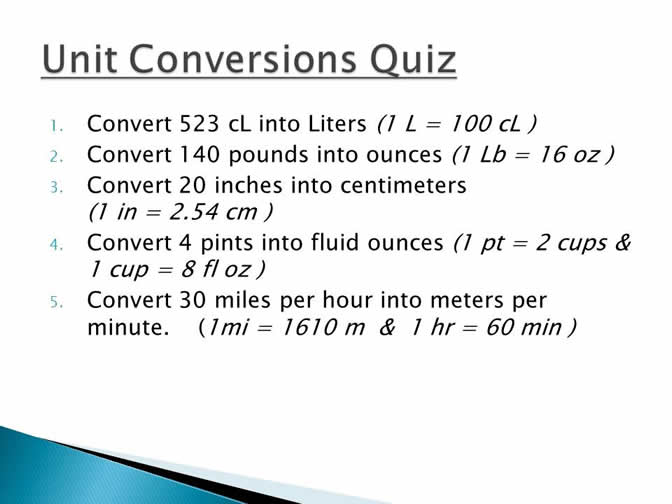 Unit Conversions Quiz
1. Convert 523 cL into Liters (1 L = 100 cL )
2. Convert 140 pounds into ounces (1 Lb = 16 oz )
3. Convert 20 inches into centimeters
(1 in = 2.54 cm )
4. Convert 4 pints into fluid ounces (1 pt = 2 cups &
1 cup = 8 fl oz )
5. Convert 30 miles per hour into meters per
minute. (1mi = 1610 m & 1 hr = 60 min )